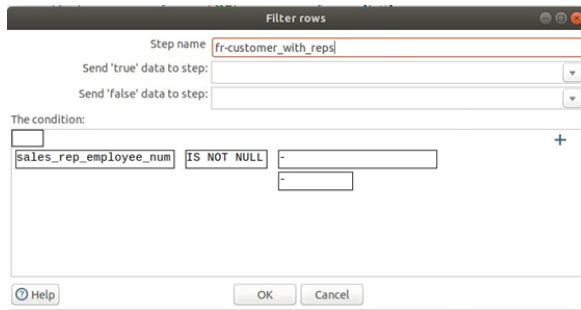 Filter rows
Step name fr-customer_with_reps
Send 'true' data to step:
Send 'false' data to step:
The condition:
+
sales_rep_employee_num IS NOT NULL -
-
Help OK Cancel